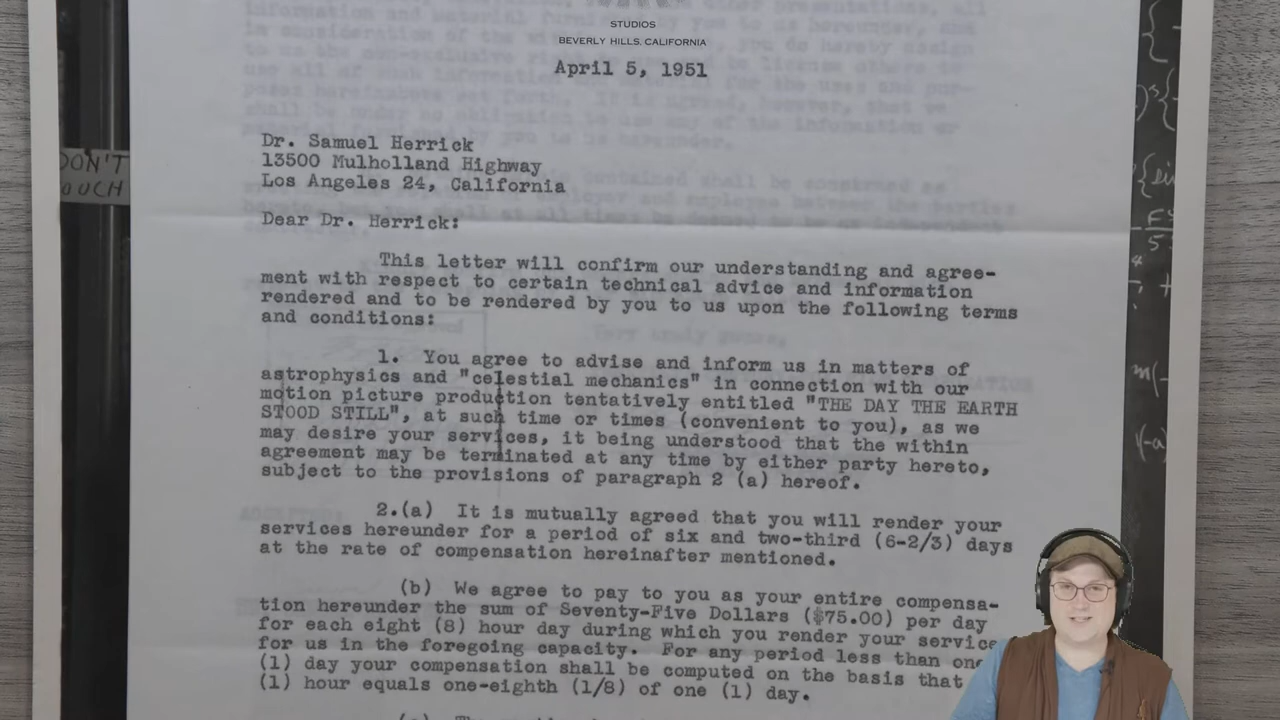 STUDIOS
BEVERLY HILLS, CALIFORNIA
April 5, 1951
Dr. Samuel Herrick
13500 Mulholland Highway
Los Angeles 24, California
Dear Dr. Herrick:
This letter will confirm our understanding and agree-
ment with respect to certain technical advice and information
rendered and to be rendered by you to us upon the following terms
and conditions:
1. You agree to advise and inform us in matters of
astrophysics and "celestial mechanics" in connection with our
motion picture production tentatively entitled "THE DAY THE EARTH
STOOD STILL", at such time or times (convenient to you), as we
may desire your services, it being understood that the within
agreement may be terminated at any time by either party hereto,
subject to the provisions of paragraph 2 (a) hereof.
2.(a) It is mutually agreed that you will render your
services hereunder for a period of six and two-third (6-2/3) days
at the rate of compensation hereinafter mentioned.
(b) We agree to pay to you as your entire compensa-
tion hereunder the sum of Seventy-Five Dollars ($75.00) per day
for each eight (8) hour day during which you render your service
for us in the foregoing capacity. For any period less than one
(1) day your compensation shall be computed on the basis that
(1) hour equals one-eighth (1/8) of one (1) day.
DON'T
OUCH